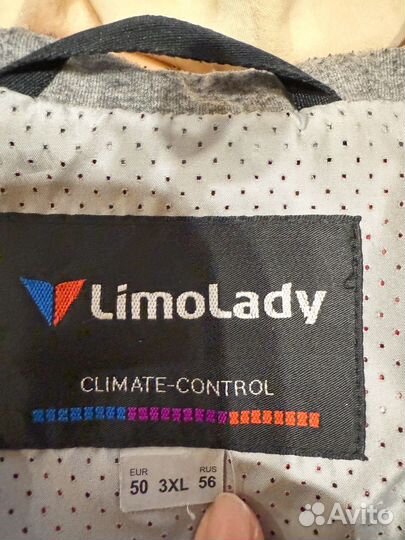 LimoLady
CLIMATE-CONTROL
EUR RUS
50 3XL 56
Avito